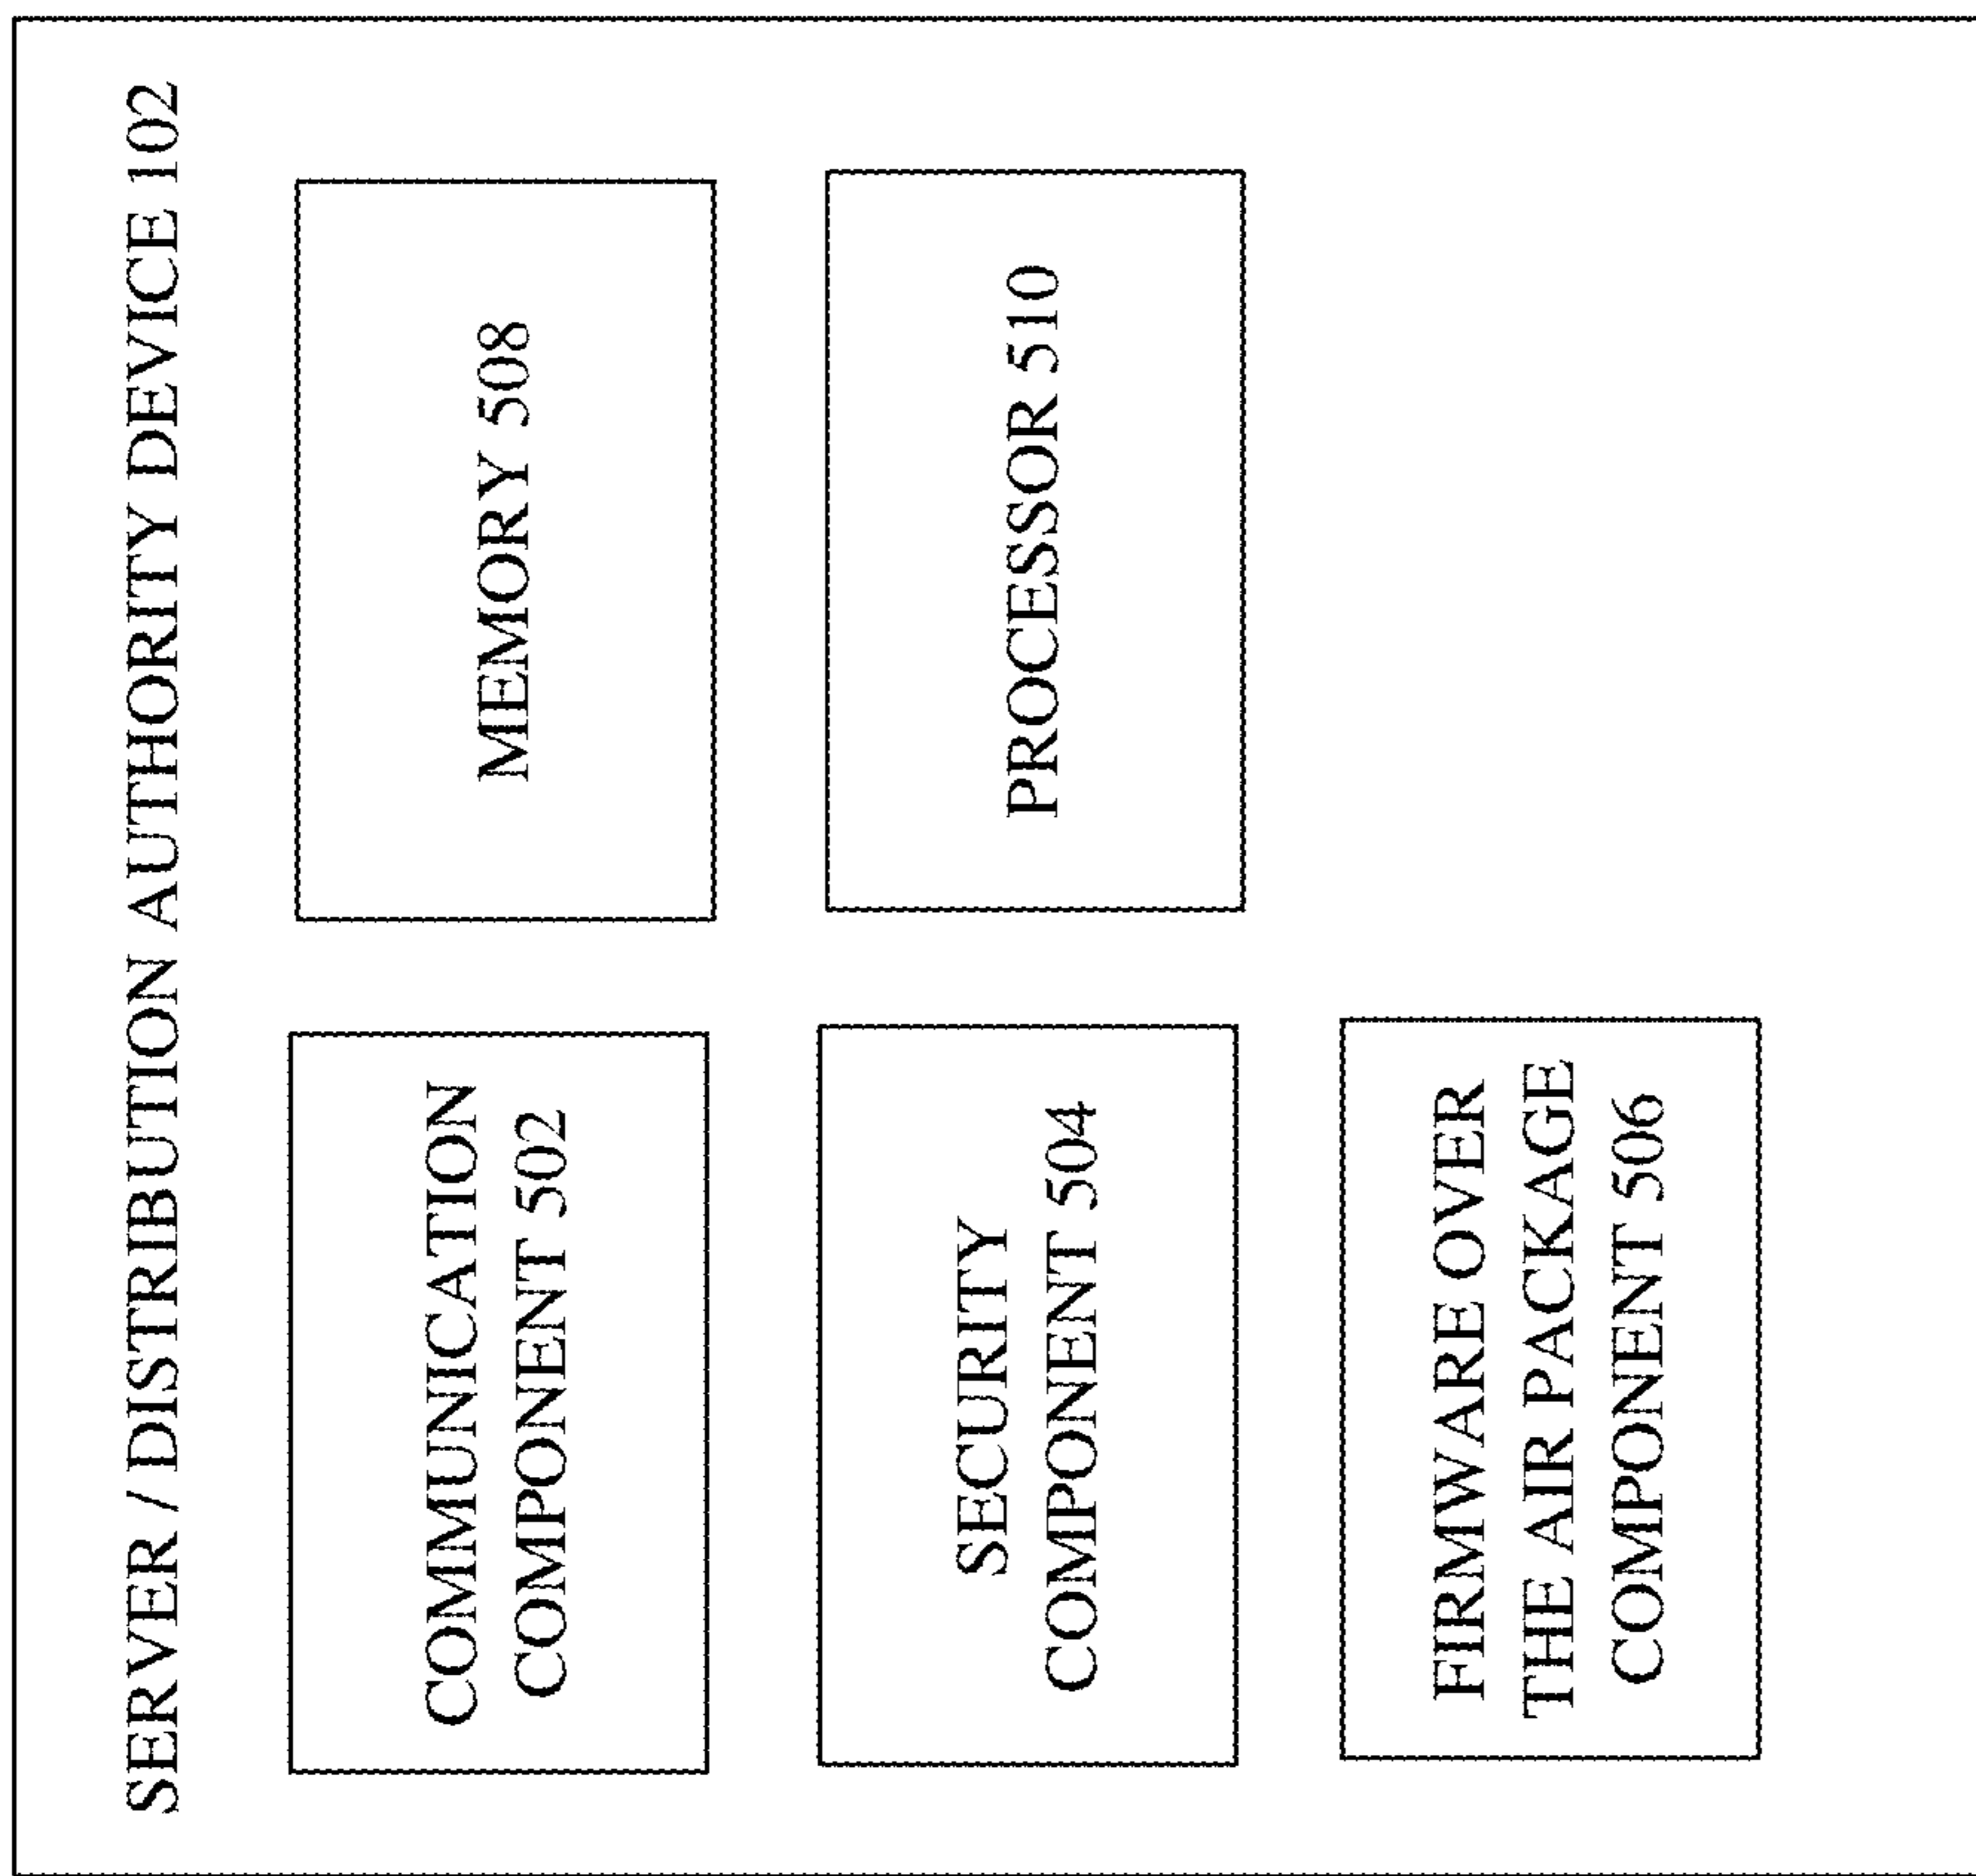 SERVER / DISTRIBUTION AUTHORITY DEVICE 102
COMMUNICATION
COMPONENT 502
MEMORY 508
SECURITY
COMPONENT 504
PROCESSOR 510
FIRMWARE OVER
THE AIR PACKAGE
COMPONENT 506